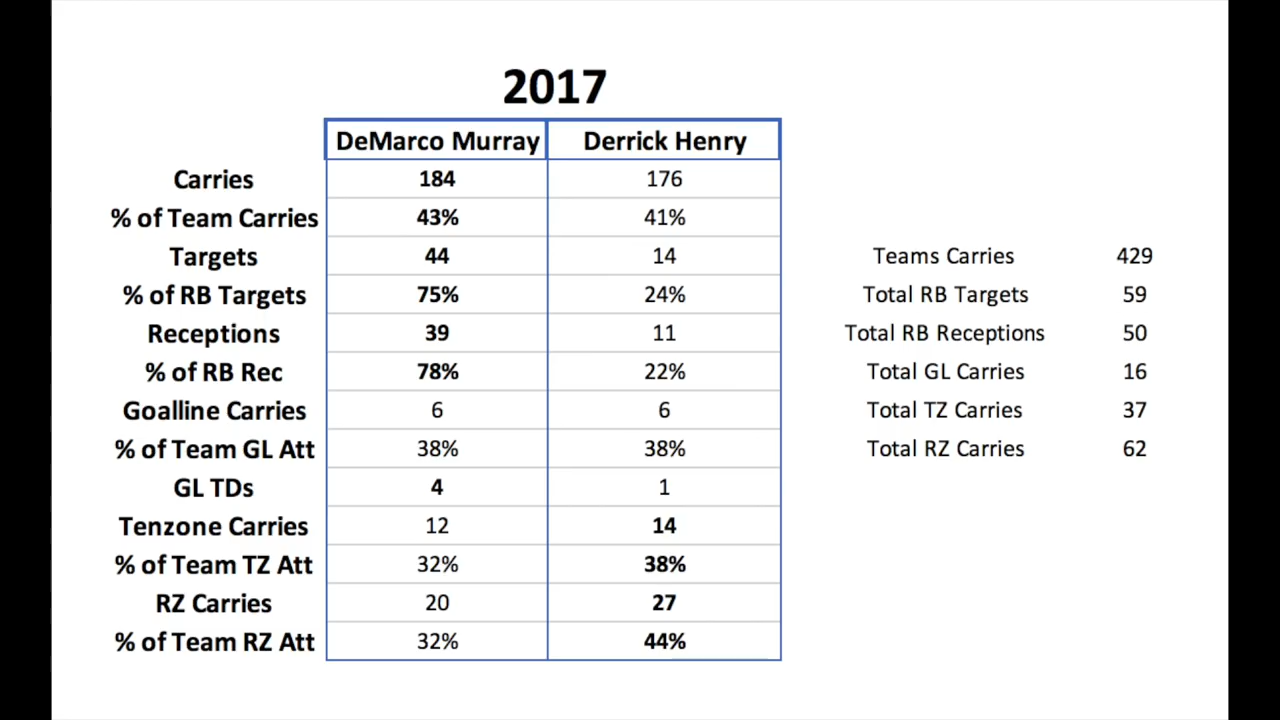 2017
DeMarco Murray Derrick Henry
Carries 184 176
% of Team Carries 43% 41%
Targets 44 14 Teams Carries 429
% of RB Targets 75% 24% Total RB Targets 59
Receptions 39 11 Total RB Receptions 50
% of RB Rec 78% 22% Total GL Carries 16
Goalline Carries 6 6 Total TZ Carries 37
% of Team GL Att 38% 38% Total RZ Carries 62
GL TDs 4 1
Tenzone Carries 12 14
% of Team TZ Att 32% 38%
RZ Carries 20 27
% of Team RZ Att 32% 44%